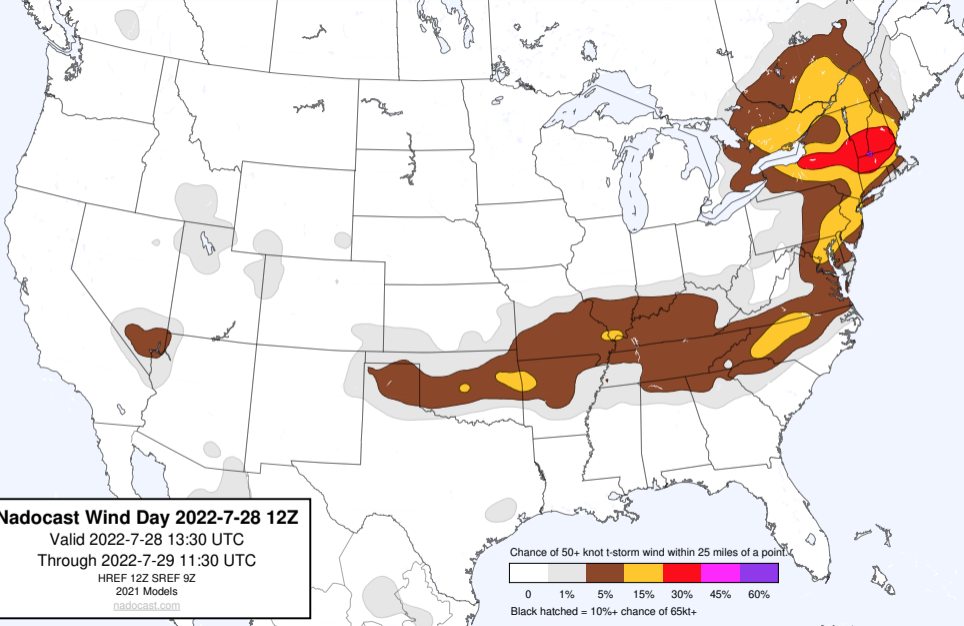 Nadocast Wind Day 2022-7-28 12Z
Valid 2022-7-28 13:30 UTC
Through 2022-7-29 11:30 UTC
HREF 12Z SREF 9Z
2021 Models
nadocast.com
Chance of 50+ knot t-storm wind within 25 miles of a point.
0 1% 5% 15% 30% 45% 60%
Black hatched = 10%+ chance of 65kt+